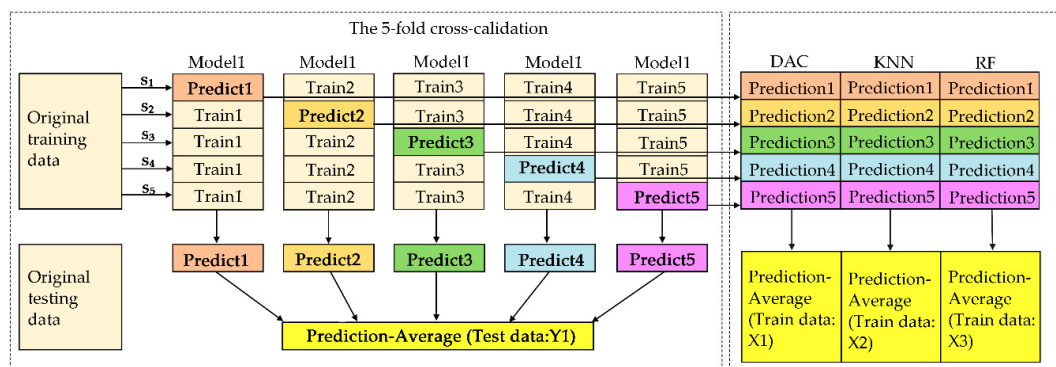 The 5-fold cross-calidation
Model1 Model1 Model1 Model1 Model1
DAC KNN RF
Original
training
data
s1 Predict1 Train2 Train3 Train4 Train5 Prediction1 Prediction1 Prediction1
s2 Train1 Predict2 Train3 Train4 Train5 Prediction2 Prediction2 Prediction2
s3 Train1 Train2 Predict3 Train4 Train5 Prediction3 Prediction3 Prediction3
s4 Train1 Train2 Train3 Predict4 Train5 Prediction4 Prediction4 Prediction4
s5 Train1 Train2 Train3 Train4 Predict5 Prediction5 Prediction5 Prediction5
Original
testing
data
Predict1 Predict2 Predict3 Predict4 Predict5
Prediction-Average (Test data:Y1)
Prediction-
Average
(Train data:
X1)
Prediction-
Average
(Train data:
X2)
Prediction-
Average
(Train data:
X3)